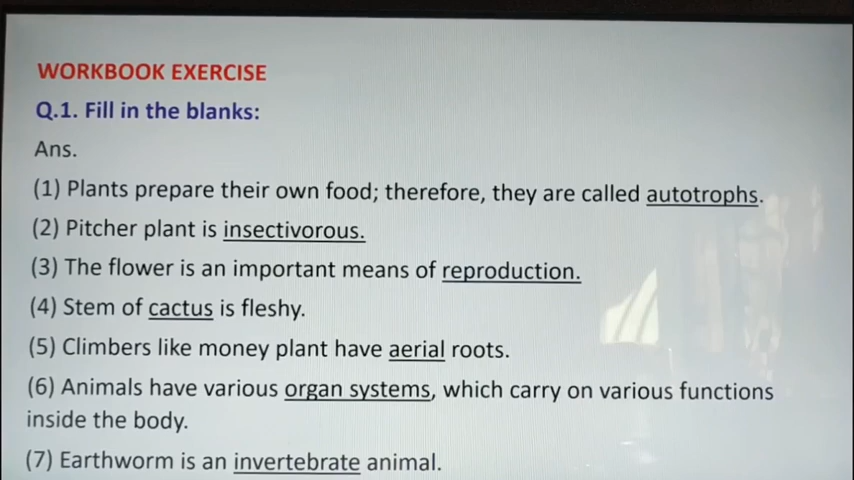 WORKBOOK EXERCISE
Q.1. Fill in the blanks:
Ans.
(1) Plants prepare their own food; therefore, they are called autotrophs.
(2) Pitcher plant is insectivorous.
(3) The flower is an important means of reproduction.
(4) Stem of cactus is fleshy.
(5) Climbers like money plant have aerial roots.
(6) Animals have various organ systems, which carry on various functions
inside the body.
(7) Earthworm is an invertebrate animal.